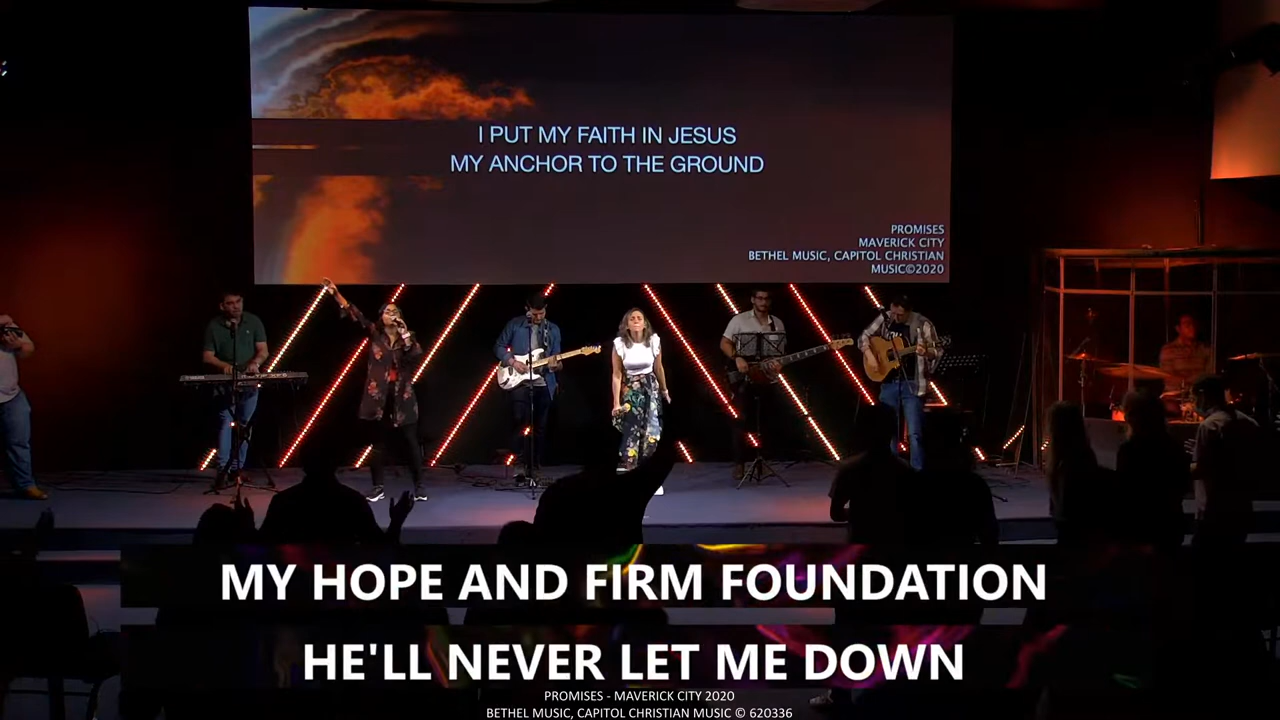 I PUT MY FAITH IN JESUS
MY ANCHOR TO THE GROUND
PROMISES
MAVERICK CITY
BETHEL MUSIC, CAPITOL CHRISTIAN
MUSIC©2020
MY HOPE AND FIRM FOUNDATION
HE'LL NEVER LET ME DOWN
PROMISES - MAVERICK CITY 2020
BETHEL MUSIC, CAPITOL CHRISTIAN MUSIC © 620336